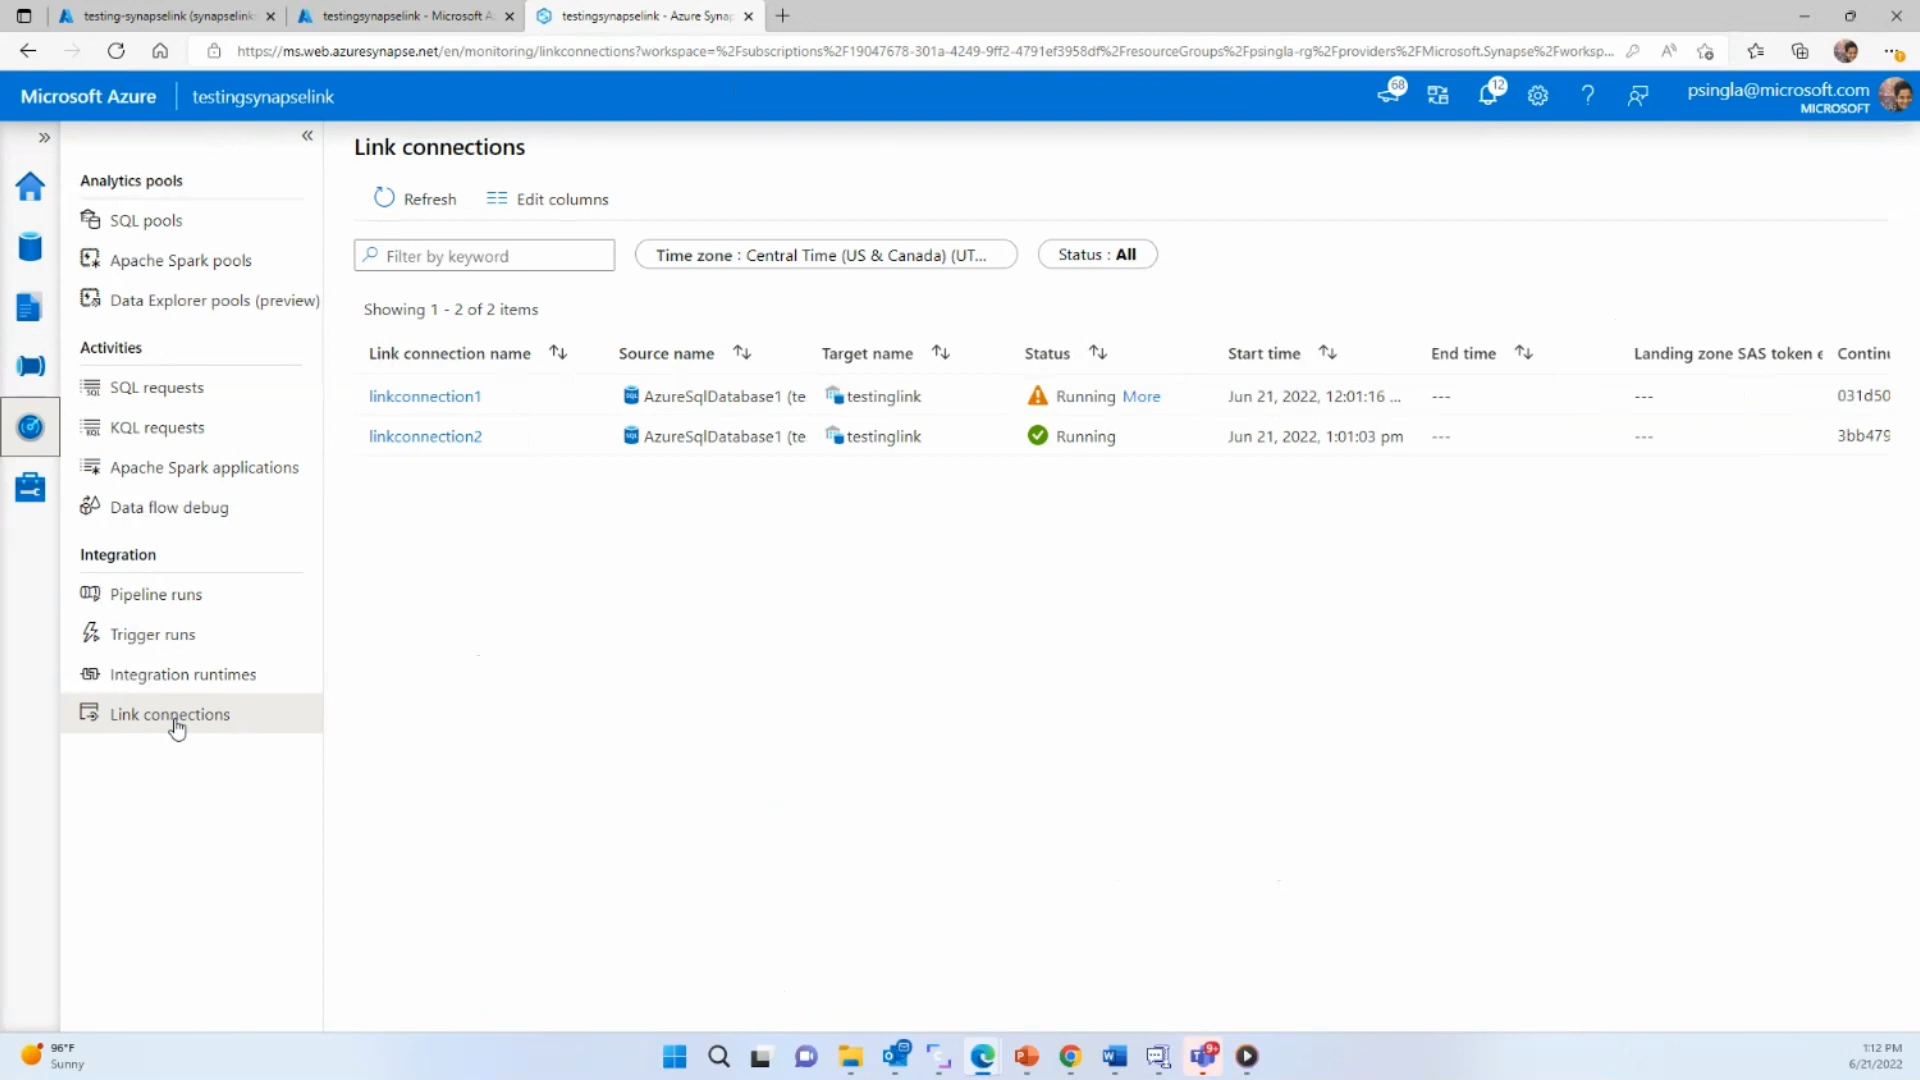 testing-synapselink (synapselink
testingsynapselink - Microsoft A
testingsynapselink - Azure Synap
https://ms.web.azuresynapse.net/en/monitoring/linkconnections?workspace=%2Fsubscriptions%2F19047678-301a-4249-9ff2-4791ef3958df%2FresourceGroups%2Fpsingla-rg%2Fproviders%2FMicrosoft.Synapse%2Fworksp...
Microsoft Azure
testingsynapselink
68
12
psingla@microsoft.com
MICROSOFT
Analytics pools
SQL pools
Apache Spark pools
Data Explorer pools (preview)
Activities
SQL requests
KQL requests
Apache Spark applications
Data flow debug
Integration
Pipeline runs
Trigger runs
Integration runtimes
Link connections
Link connections
Refresh
Edit columns
Filter by keyword
Time zone : Central Time (US & Canada) (UT...
Status : All
Showing 1 - 2 of 2 items
Link connection name Source name Target name Status Start time End time Landing zone SAS token e Continu
linkconnection1 AzureSqlDatabase1 (te testinglink Running More Jun 21, 2022, 12:01:16 ... --- --- 031d50
linkconnection2 AzureSqlDatabase1 (te testinglink Running Jun 21, 2022, 1:01:03 pm --- --- 3bb479
96°F
Sunny
9+
1:12 PM
6/21/2022